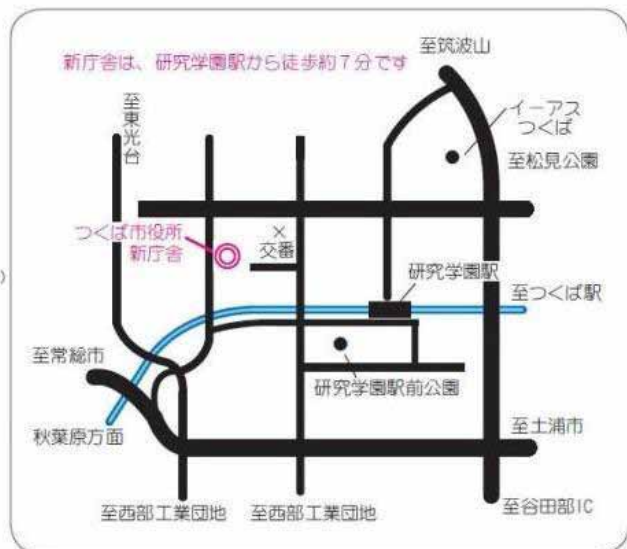 新庁舎は、研究学園駅から徒歩約7分です
至筑波山
至東光台
イーアス
つくば
至松見公園
つくば市役所
新庁舎
×
交番
研究学園駅
至つくば駅
至常総市
研究学園駅前公園
秋葉原方面
至土浦市
至西部工業団地
至西部工業団地
至谷田部IC